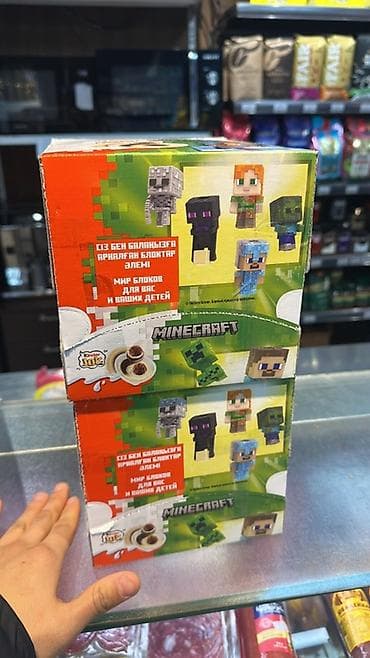 СІЗ БЕН БАЛАҢЫЗҒА
АРНАЛҒАН БЛОКТАР
ӘЛЕМІ
МИР БЛОКОВ
ДЛЯ ВАС
И ВАШИХ ДЕТЕЙ
MINECRAFT
СІЗ БЕН БАЛАҢЫЗҒА
АРНАЛҒАН БЛОКТАР
ӘЛЕМІ
МИР БЛОКОВ
ДЛЯ ВАС
И ВАШИХ ДЕТЕЙ
MINECRAFT